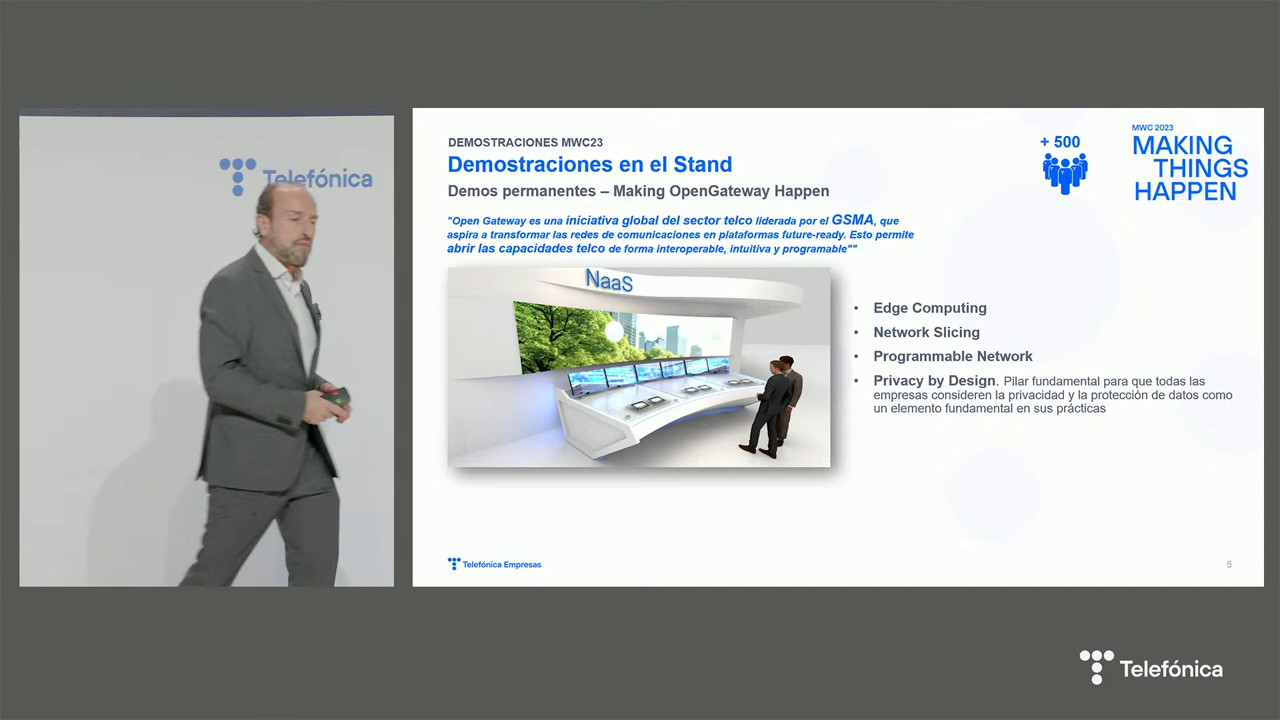 Telefónica
DEMOSTRACIONES MWC23
Demostraciones en el Stand
Demos permanentes – Making OpenGateway Happen
+ 500
MWC 2023
MAKING
THINGS
HAPPEN
"Open Gateway es una iniciativa global del sector telco liderada por el GSMA, que
aspira a transformar las redes de comunicaciones en plataformas future-ready. Esto permite
abrir las capacidades telco de forma interoperable, intuitiva y programable""
NaaS
• Edge Computing
• Network Slicing
• Programmable Network
• Privacy by Design. Pilar fundamental para que todas las
empresas consideren la privacidad y la protección de datos como
un elemento fundamental en sus prácticas
Telefónica Empresas
5
Telefónica